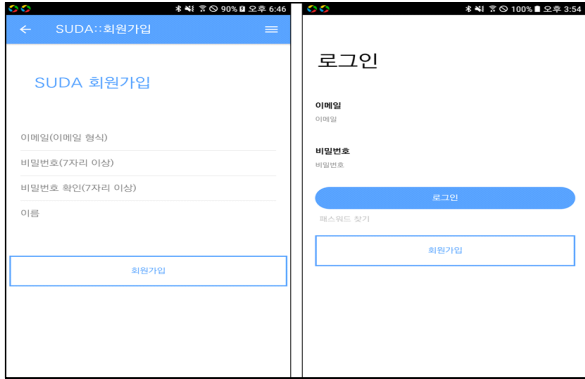 90% 오후 6:46
SUDA::회원가입
SUDA 회원가입
이메일(이메일 형식)
비밀번호(7자리 이상)
비밀번호 확인(7자리 이상)
이름
회원가입
100% 오후 3:54
로그인
이메일
이메일
비밀번호
비밀번호
로그인
패스워드 찾기
회원가입